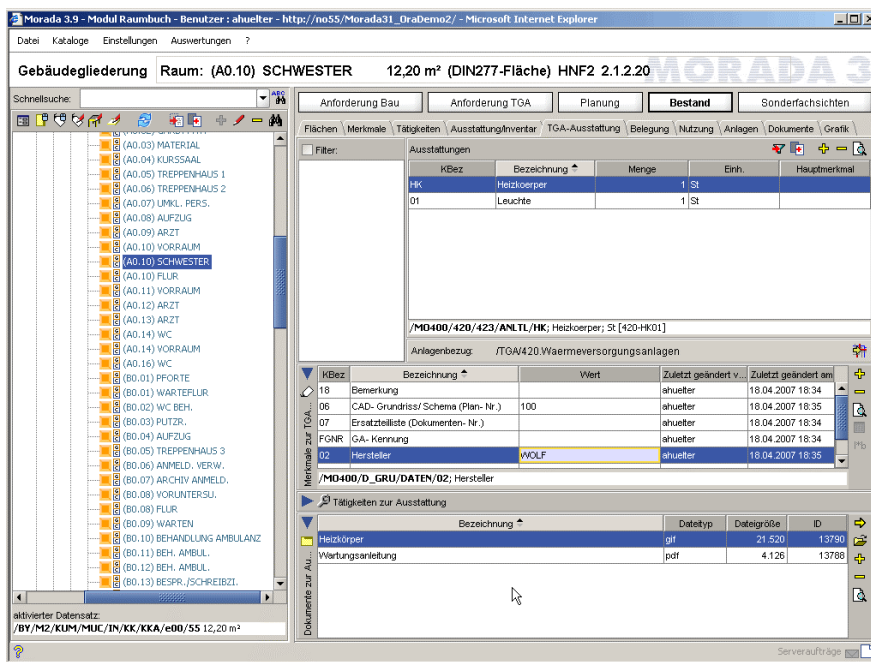 Morada 3.9 - Modul Raumbuch - Benutzer : ahuelter - http://no55/Morada31_OraDemo2/ - Microsoft Internet Explorer
Datei Kataloge Einstellungen Auswertungen ?
Gebäudegliederung Raum: (A0.10) SCHWESTER 12,20 m² (DIN277-Fläche) HNF2 2.1.2.20
MORADA 3
Schnellsuche:
ABC
(A0.03) MATERIAL
(A0.04) KURSSAAL
(A0.05) TREPPENHAUS 1
(A0.06) TREPPENHAUS 2
(A0.07) UMKL. PERS.
(A0.08) AUFZUG
(A0.09) ARZT
(A0.10) VORRAUM
(A0.10) SCHWESTER
(A0.10) FLUR
(A0.11) VORRAUM
(A0.12) ARZT
(A0.13) ARZT
(A0.14) WC
(A0.14) VORRAUM
(A0.16) WC
(B0.01) PFORTE
(B0.01) WARTEFLUR
(B0.02) WC BEH.
(B0.03) PUTZR.
(B0.04) AUFZUG
(B0.05) TREPPENHAUS 3
(B0.06) ANMELD. VERW.
(B0.07) ARCHIV ANMELD.
(B0.08) VORUNTERSU.
(B0.08) FLUR
(B0.09) WARTEN
(B0.10) BEHANDLUNG AMBULANZ
(B0.11) BEH. AMBUL.
(B0.12) BEH. AMBUL.
(B0.13) BESPR./SCHREIBZI.
aktivierter Datensatz:
/BY/M2/KUM/MUC/IN/KK/KKA/e00/55 12,20 m²
Anforderung Bau Anforderung TGA Planung Bestand Sonderfachsichten
Flächen Merkmale Tätigkeiten Ausstattung/Inventar TGA-Ausstattung Belegung Nutzung Anlagen Dokumente Grafik
Filter: Ausstattungen
KBez Bezeichnung Menge Einh. Hauptmerkmal
HK Heizkoerper 1 St
01 Leuchte 1 St
/MO400/420/423/ANLTL/HK; Heizkoerper; St [420-HK01]
Anlagenbezug: /TGA/420.Waermeversorgungsanlagen
Merkmale zur TGA...
KBez Bezeichnung Wert Zuletzt geändert v... Zuletzt geändert am
18 Bemerkung ahuelter 18.04.2007 18:34
06 CAD- Grundriss/ Schema (Plan- Nr.) 100 ahuelter 18.04.2007 18:35
07 Ersatzteilliste (Dokumenten- Nr.) ahuelter 18.04.2007 18:34
FGNR GA- Kennung ahuelter 18.04.2007 18:34
02 Hersteller WOLF ahuelter 18.04.2007 18:35
/MO400/D_GRU/DATEN/02; Hersteller
Tätigkeiten zur Ausstattung
Dokumente zur Au...
Bezeichnung Dateityp Dateigröße ID
Heizkörper gif 21.520 13790
Wartungsanleitung pdf 4.126 13788
Serveraufträge